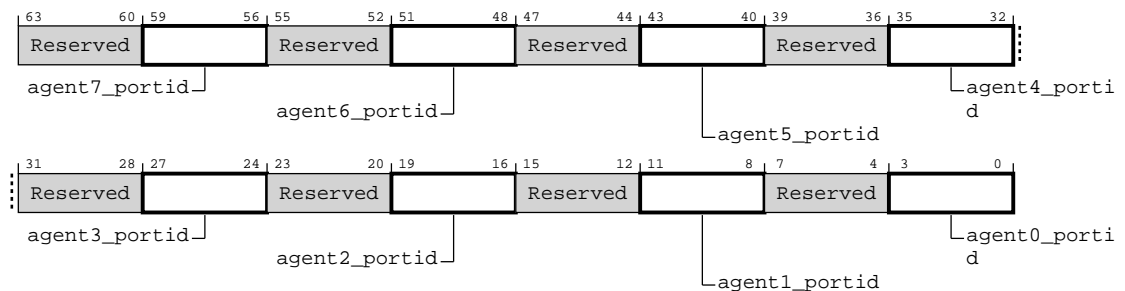 63 60 59 56 55 52 51 48 47 44 43 40 39 36 35 32
Reserved Reserved Reserved Reserved
agent7_portid agent4_porti
agent6_portid d
agent5_portid
31 28 27 24 23 20 19 16 15 12 11 8 7 4 3 0
Reserved Reserved Reserved Reserved
agent3_portid agent0_porti
agent2_portid d
agent1_portid